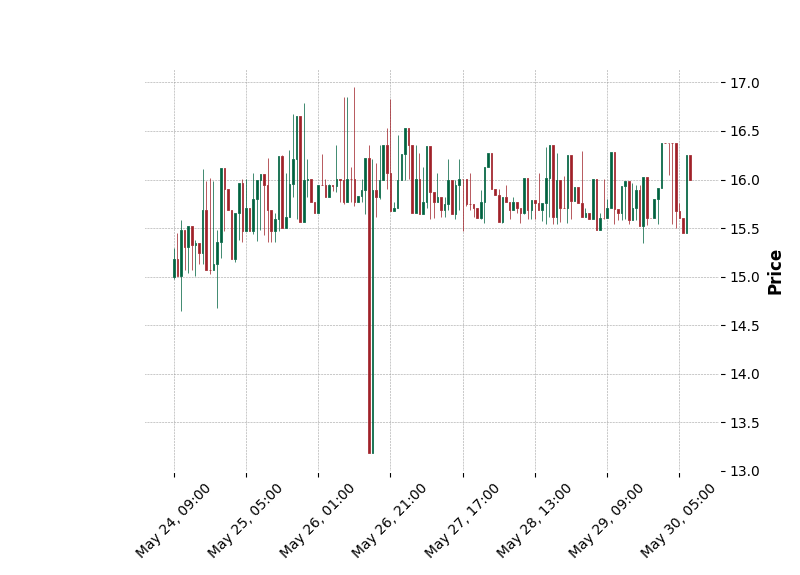 17.0
16.5
16.0
15.5
15.0
14.5
14.0
13.5
13.0
Price
May 24, 09:00
May 25, 05:00
May 26, 01:00
May 26, 21:00
May 27, 17:00
May 28, 13:00
May 29, 09:00
May 30, 05:00